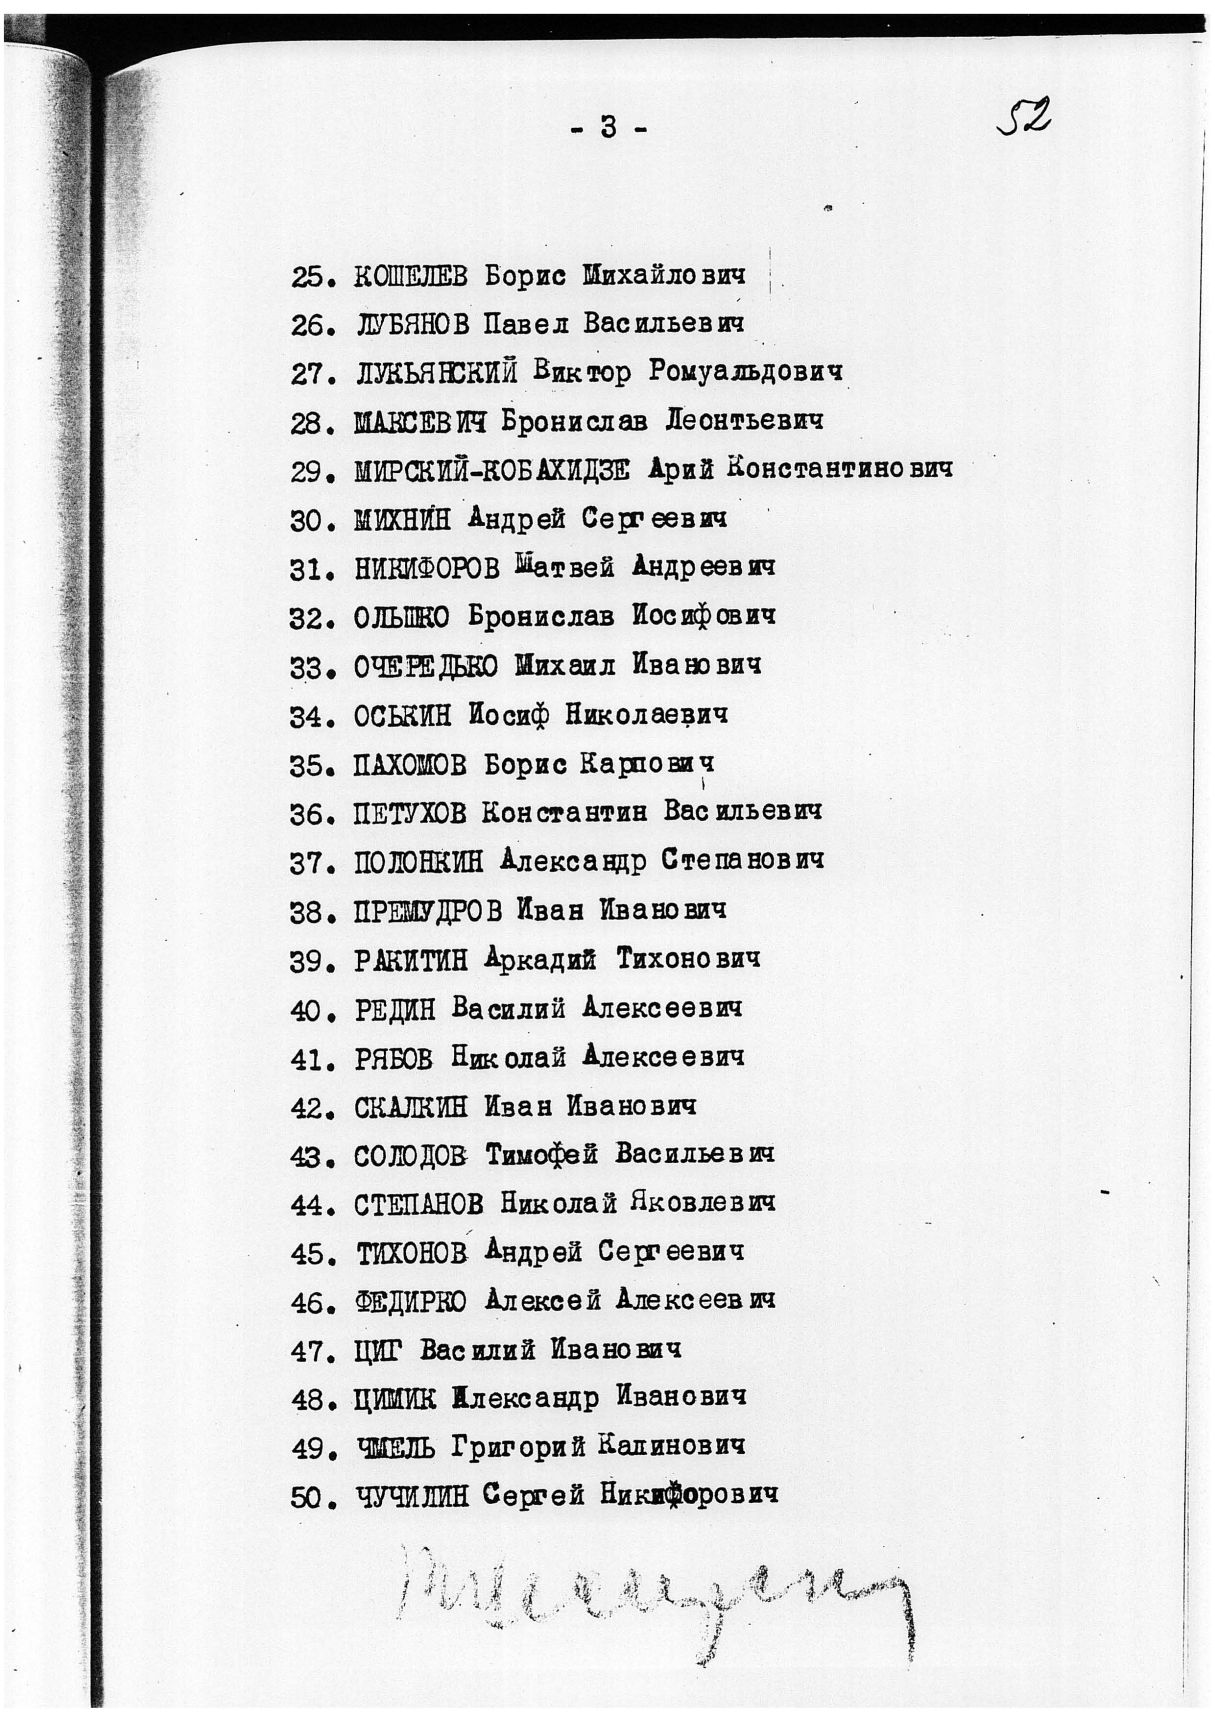 - 3 -
52
25. КОШЕЛЕВ Борис Михайлович
26. ЛУБЯНОВ Павел Васильевич
27. ЛУКЬЯНСКИЙ Виктор Ромуальдович
28. МАКСЕВИЧ Бронислав Леонтьевич
29. МИРСКИЙ-КОБАХИДЗЕ Арий Константинович
30. МИХНИН Андрей Сергеевич
31. НИКИФОРОВ Матвей Андреевич
32. ОЛЬШКО Бронислав Иосифович
33. ОЧЕРЕДЬКО Михаил Иванович
34. ОСЬКИН Иосиф Николаевич
35. ПАХОМОВ Борис Карпович
36. ПЕТУХОВ Константин Васильевич
37. ПОЛОНКИН Александр Степанович
38. ПРЕМУДРОВ Иван Иванович
39. РАКИТИН Аркадий Тихонович
40. РЕДИН Василий Алексеевич
41. РЯБОВ Николай Алексеевич
42. СКАЛКИН Иван Иванович
43. СОЛОДОВ Тимофей Васильевич
44. СТЕПАНОВ Николай Яковлевич
45. ТИХОНОВ Андрей Сергеевич
46. ФЕДИРКО Алексей Алексеевич
47. ЦИГ Василий Иванович
48. ЦИМИК Александр Иванович
49. ЧМЕЛЬ Григорий Калинович
50. ЧУЧИЛИН Сергей Никифорович